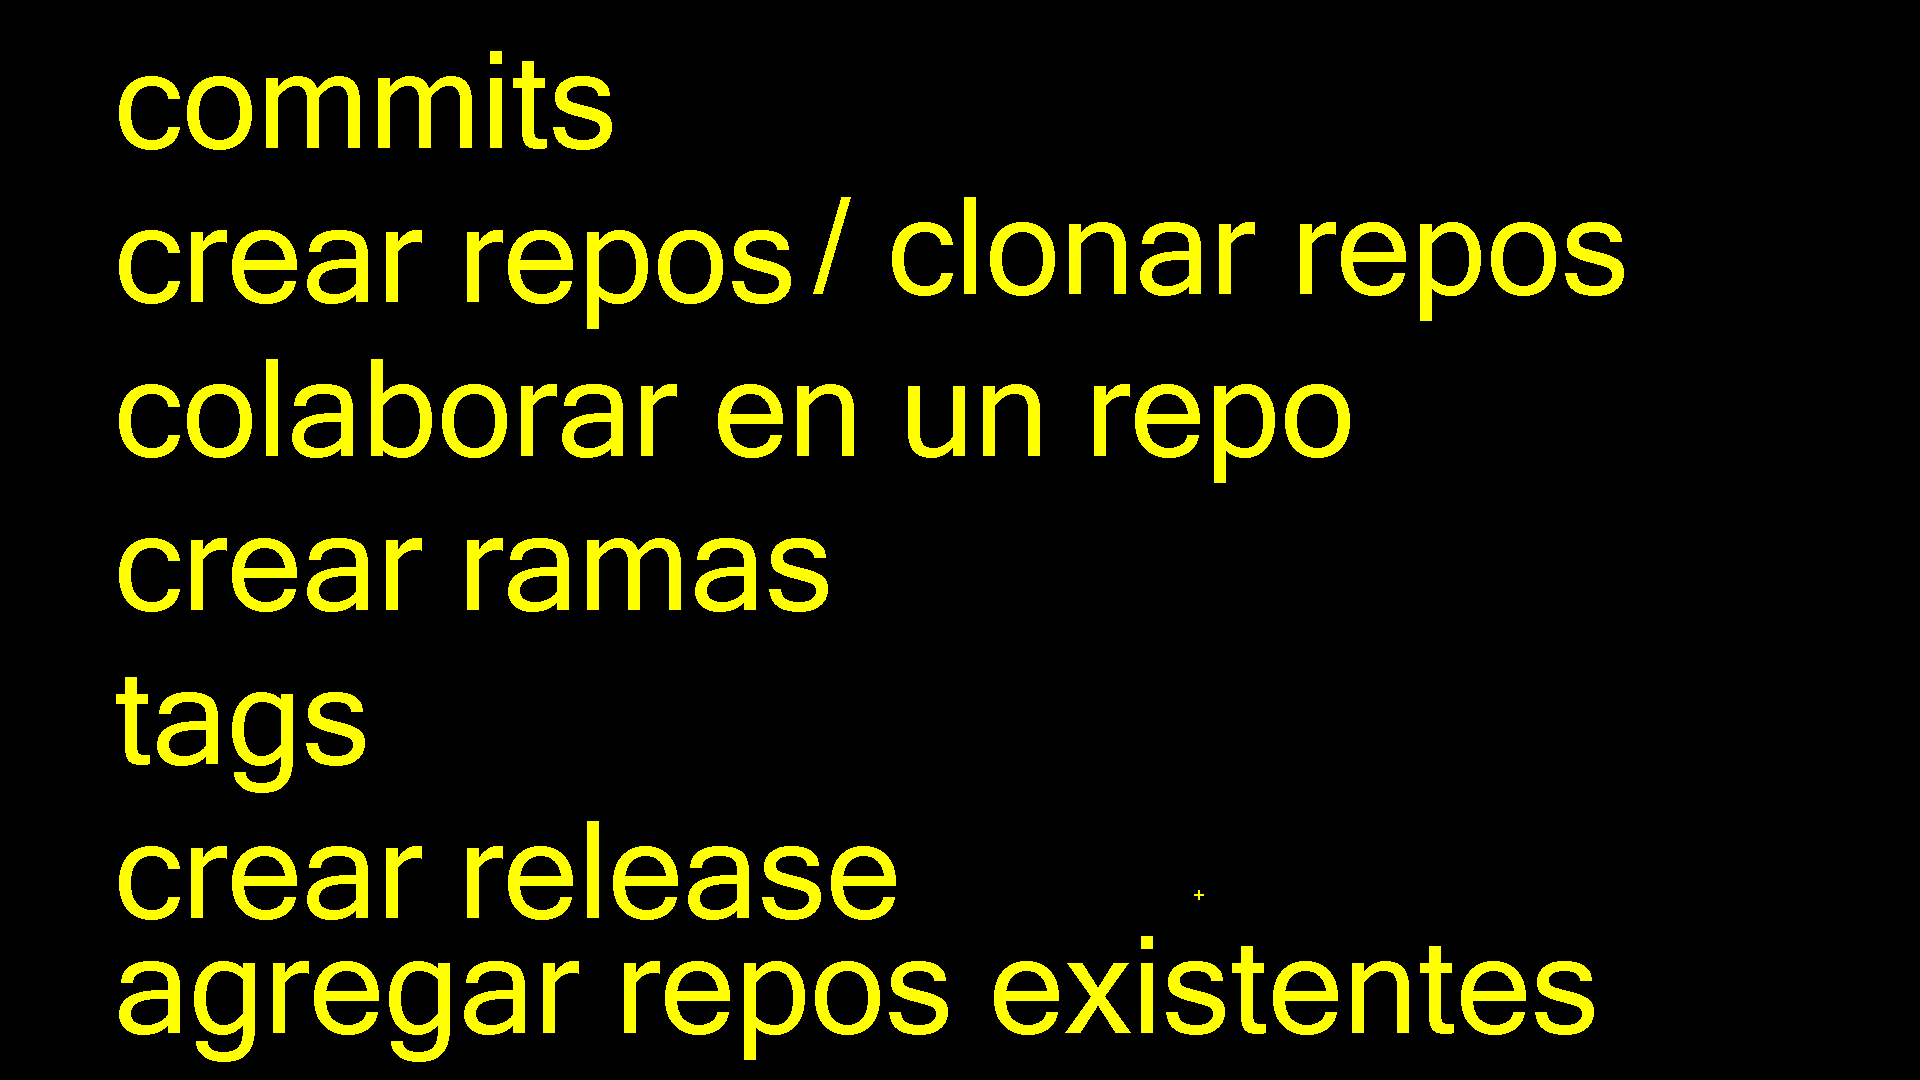 commits
crear repos / clonar repos
colaborar en un repo
crear ramas
tags
crear release
agregar repos existentes